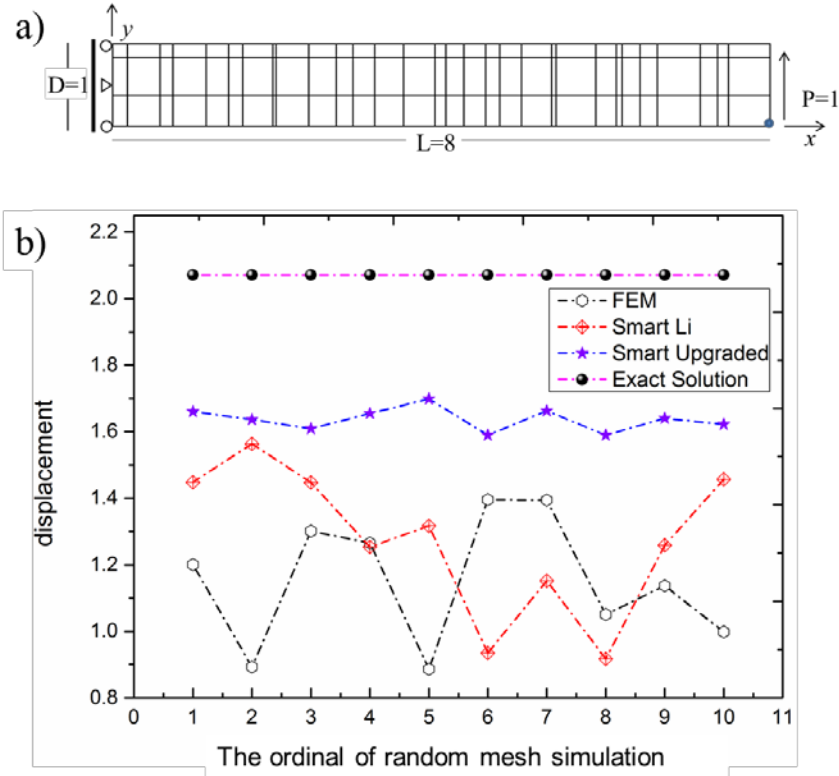 a)
y
D=1
P=1
x
L=8
b)
2.2
2.0
1.8
1.6
1.4
1.2
1.0
0.8
displacement
FEM
Smart Li
Smart Upgraded
Exact Solution
0 1 2 3 4 5 6 7 8 9 10 11
The ordinal of random mesh simulation